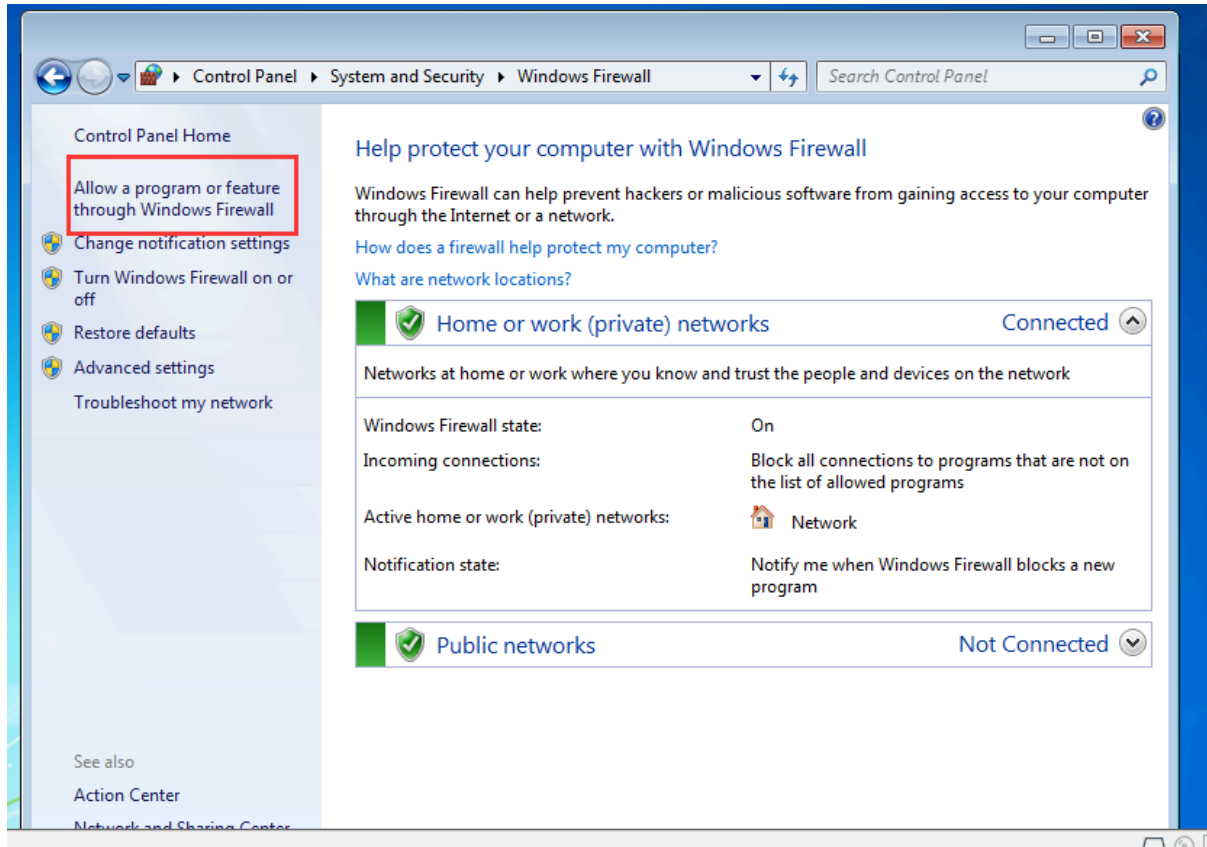 Control Panel ▸ System and Security ▸ Windows Firewall
Search Control Panel
Control Panel Home
Allow a program or feature
through Windows Firewall
Change notification settings
Turn Windows Firewall on or
off
Restore defaults
Advanced settings
Troubleshoot my network
See also
Action Center
Network and Sharing Center
Help protect your computer with Windows Firewall
Windows Firewall can help prevent hackers or malicious software from gaining access to your computer
through the Internet or a network.
How does a firewall help protect my computer?
What are network locations?
Home or work (private) networks Connected
Networks at home or work where you know and trust the people and devices on the network
Windows Firewall state: On
Incoming connections: Block all connections to programs that are not on
the list of allowed programs
Active home or work (private) networks: Network
Notification state: Notify me when Windows Firewall blocks a new
program
Public networks Not Connected